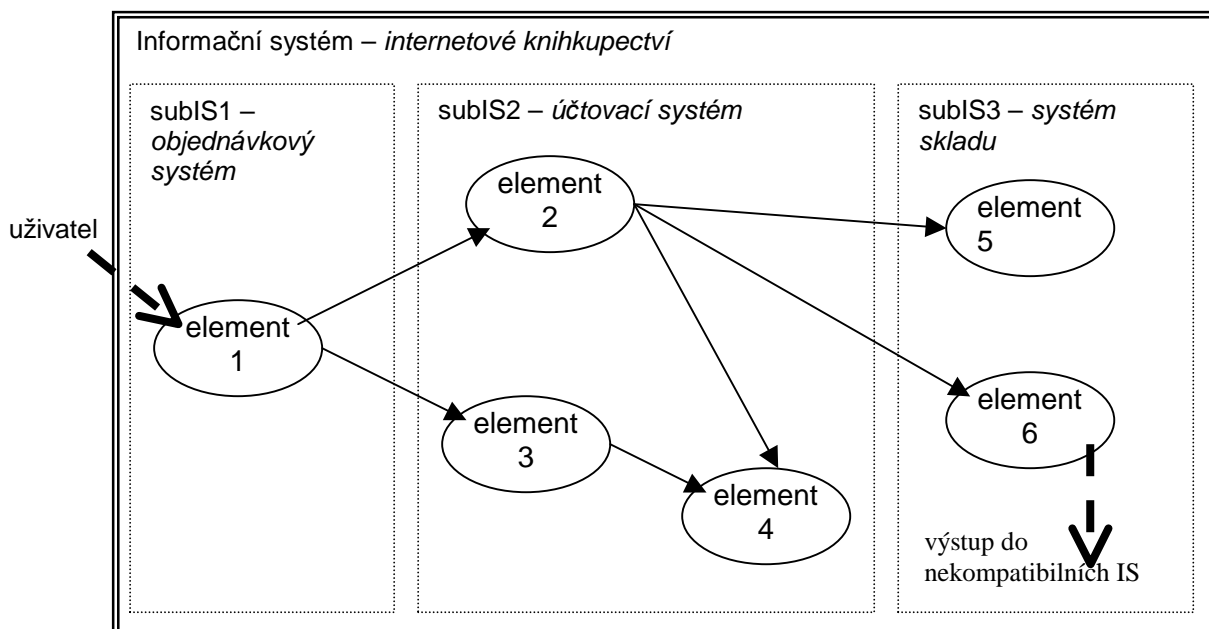 Informační systém – internetové knihkupectví
subIS1 –
objednávkový
systém
subIS2 – účtovací systém
subIS3 – systém
skladu
uživatel
element
1
element
2
element
3
element
4
element
5
element
6
výstup do
nekompatibilních IS